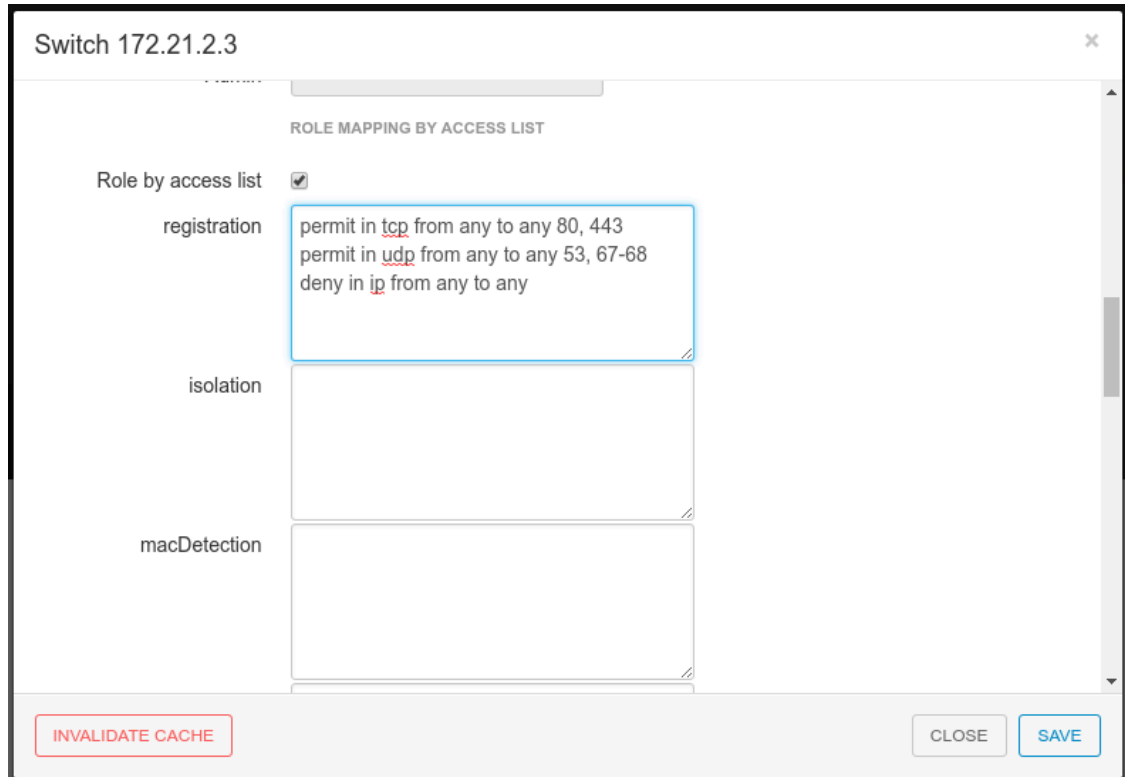 Switch 172.21.2.3
×
ROLE MAPPING BY ACCESS LIST
Role by access list
registration
permit in tcp from any to any 80, 443
permit in udp from any to any 53, 67-68
deny in ip from any to any
isolation
macDetection
INVALIDATE CACHE
CLOSE
SAVE